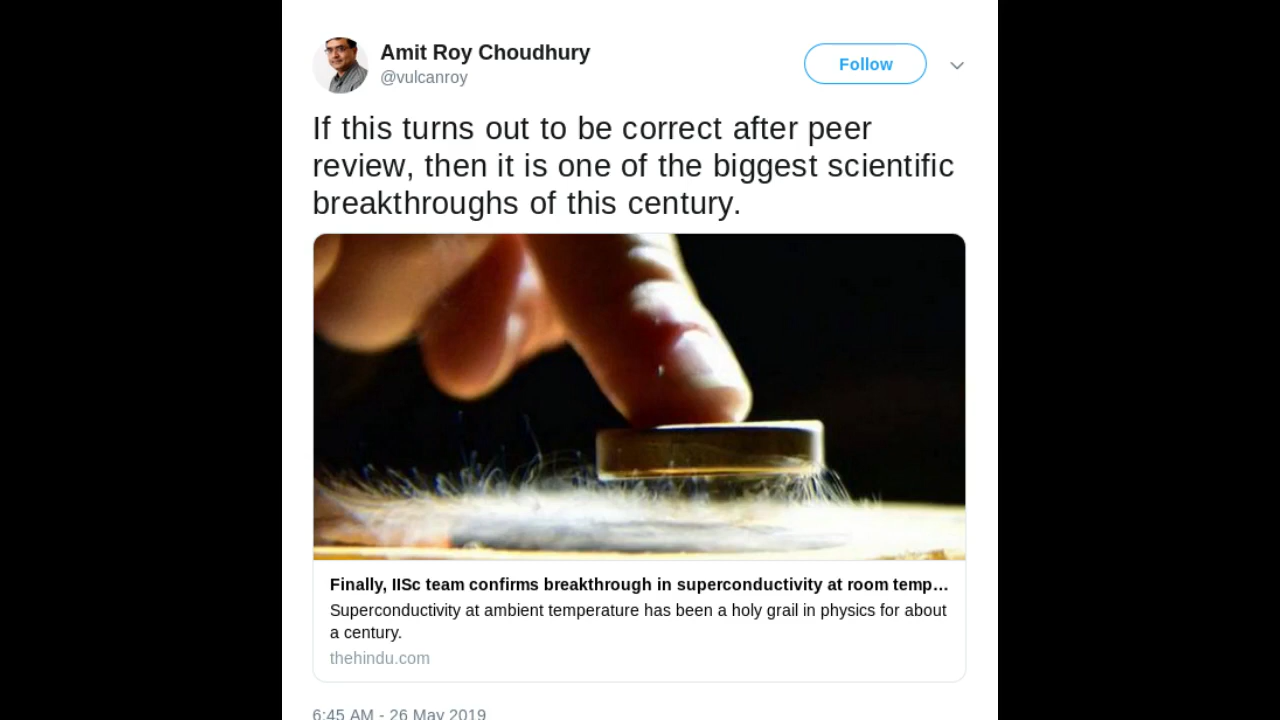 Amit Roy Choudhury
@vulcanroy
Follow
If this turns out to be correct after peer
review, then it is one of the biggest scientific
breakthroughs of this century.
Finally, IISc team confirms breakthrough in superconductivity at room temp...
Superconductivity at ambient temperature has been a holy grail in physics for about
a century.
thehindu.com
6:45 AM - 26 May 2019